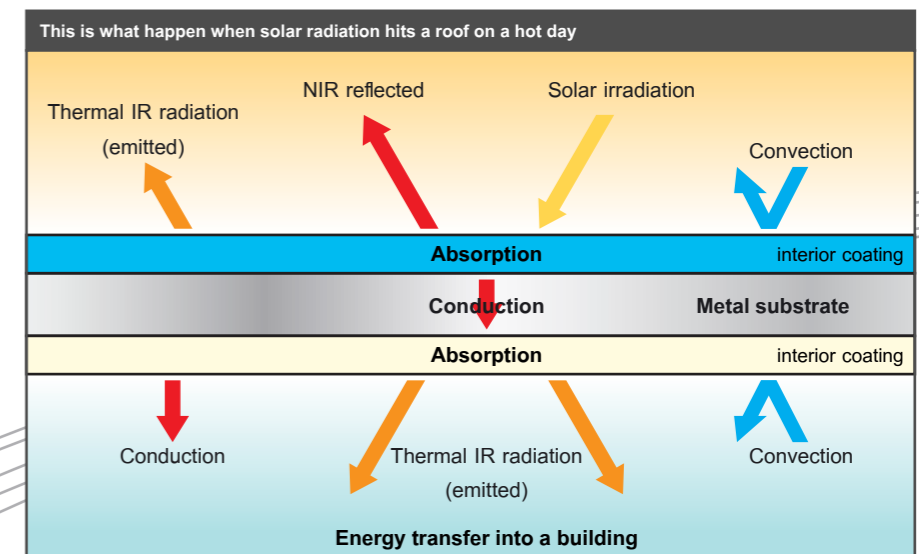 This is what happen when solar radiation hits a roof on a hot day
NIR reflected
Solar irradiation
Thermal IR radiation
(emitted)
Convection
Absorption
interior coating
Conduction
Metal substrate
Absorption
interior coating
Conduction
Thermal IR radiation
(emitted)
Convection
Energy transfer into a building